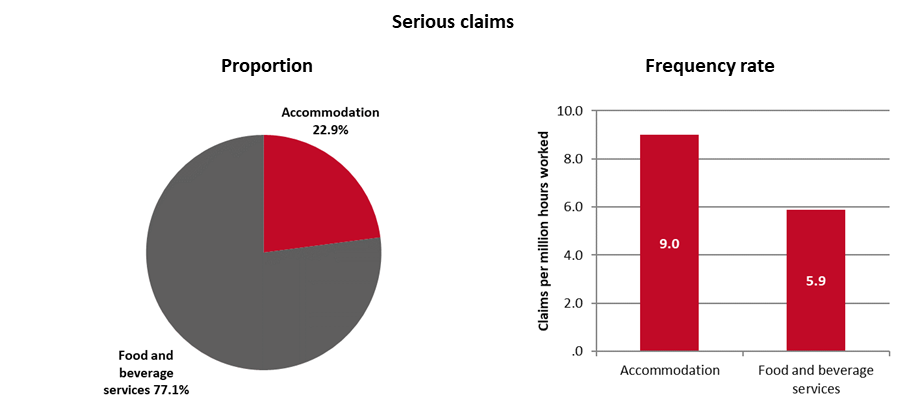 Serious claims
Proportion
Accommodation
22.9%
Food and
beverage
services 77.1%
Frequency rate
Claims per million hours worked
10.0
8.0
6.0
4.0
2.0
.0
9.0
5.9
Accommodation
Food and beverage
services